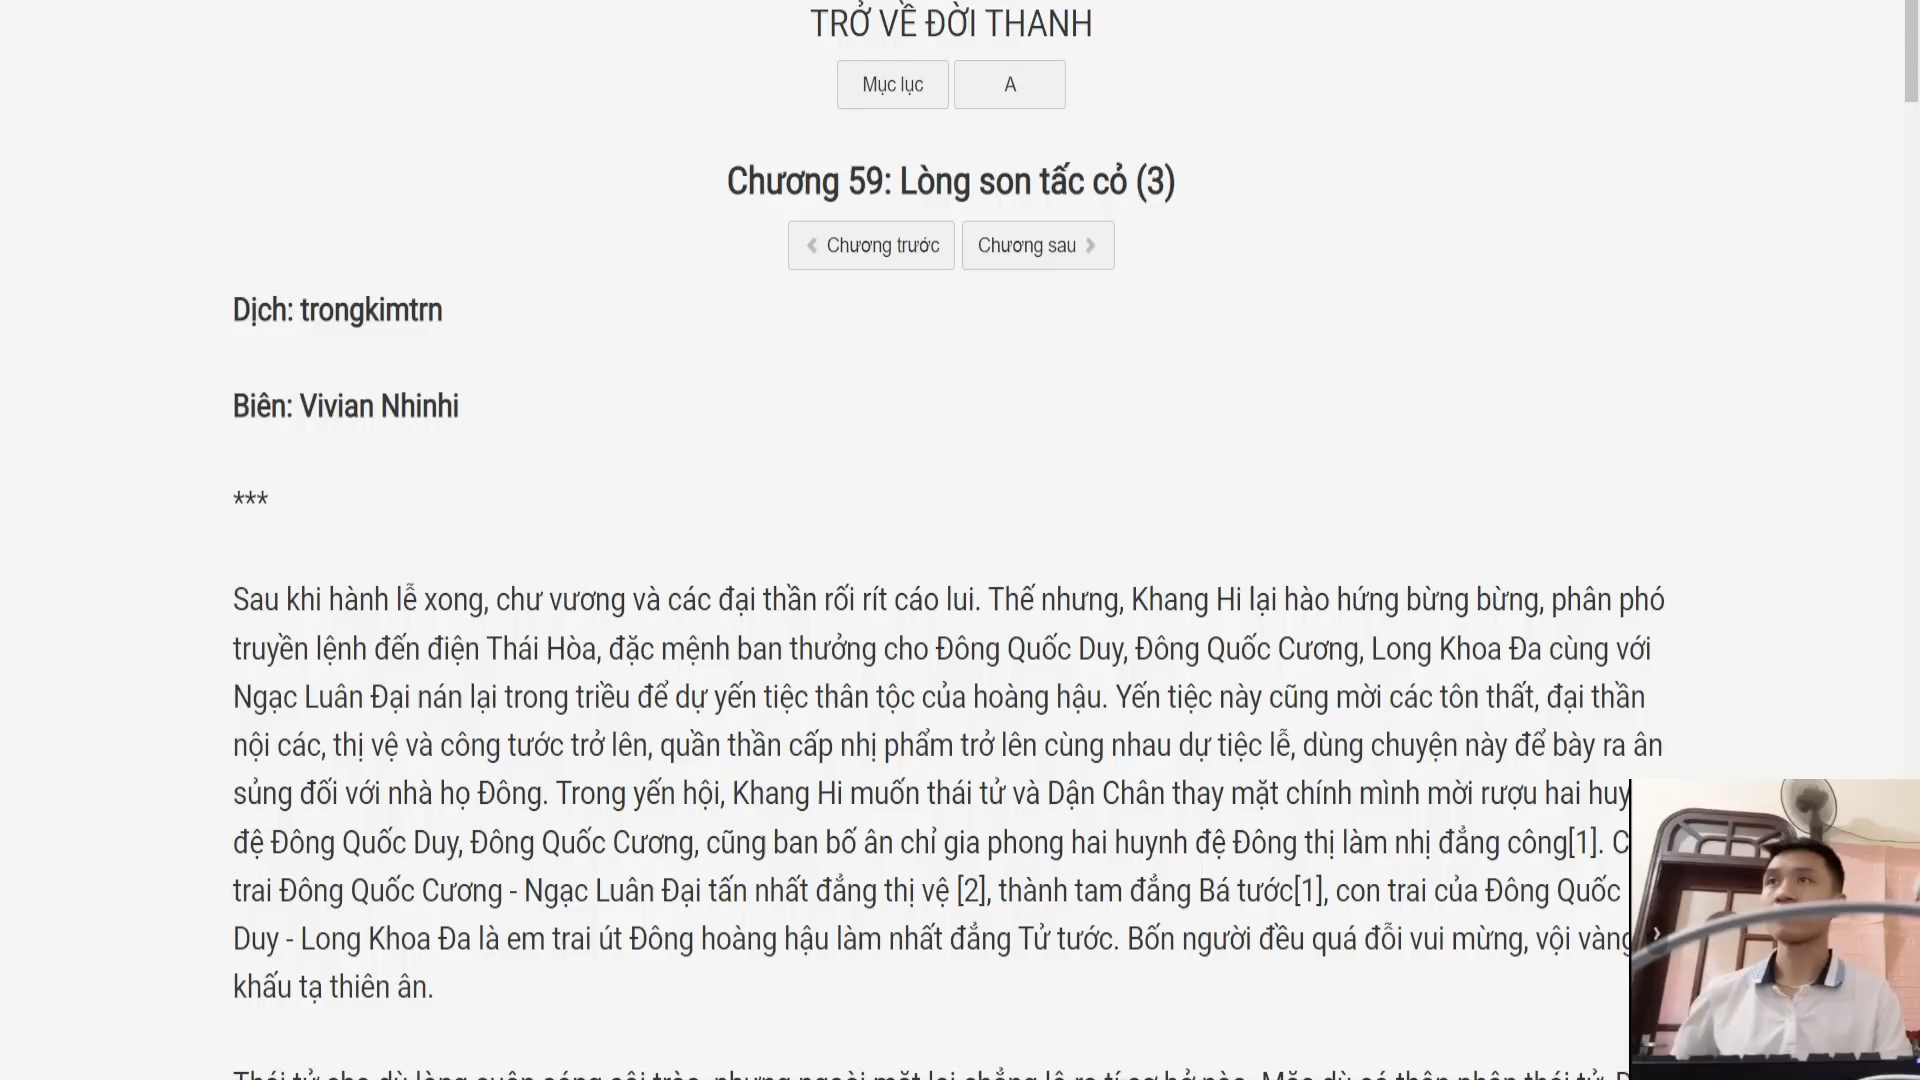 TRỞ VỀ ĐỜI THANH
Mục lục
A
Chương 59: Lòng son tấc cỏ (3)
Chương trước
Chương sau
Dịch: trongkimtrn
Biên: Vivian Nhinhi
***
Sau khi hành lễ xong, chư vương và các đại thần rối rít cáo lui. Thế nhưng, Khang Hi lại hào hứng bừng bừng, phân phó
truyền lệnh đến điện Thái Hòa, đặc mệnh ban thưởng cho Đông Quốc Duy, Đông Quốc Cương, Long Khoa Đa cùng với
Ngạc Luân Đại nán lại trong triều để dự yến tiệc thân tộc của hoàng hậu. Yến tiệc này cũng mời các tôn thất, đại thần
nội các, thị vệ và công tước trở lên, quần thần cấp nhị phẩm trở lên cùng nhau dự tiệc lễ, dùng chuyện này để bày ra ân
sủng đối với nhà họ Đông. Trong yến hội, Khang Hi muốn thái tử và Dận Chân thay mặt chính mình mời rượu hai
đệ Đông Quốc Duy, Đông Quốc Cương, cũng ban bố ân chỉ gia phong hai huynh đệ Đông thị làm nhị đẳng công[1].
trai Đông Quốc Cương - Ngạc Luân Đại tấn nhất đẳng thị vệ [2], thành tam đẳng Bá tước[1], con trai của Đông Quốc
Duy - Long Khoa Đa là em trai út Đông hoàng hậu làm nhất đẳng Tử tước. Bốn người đều quá đỗi vui mừng, vội vàng
khấu tạ thiên ân.